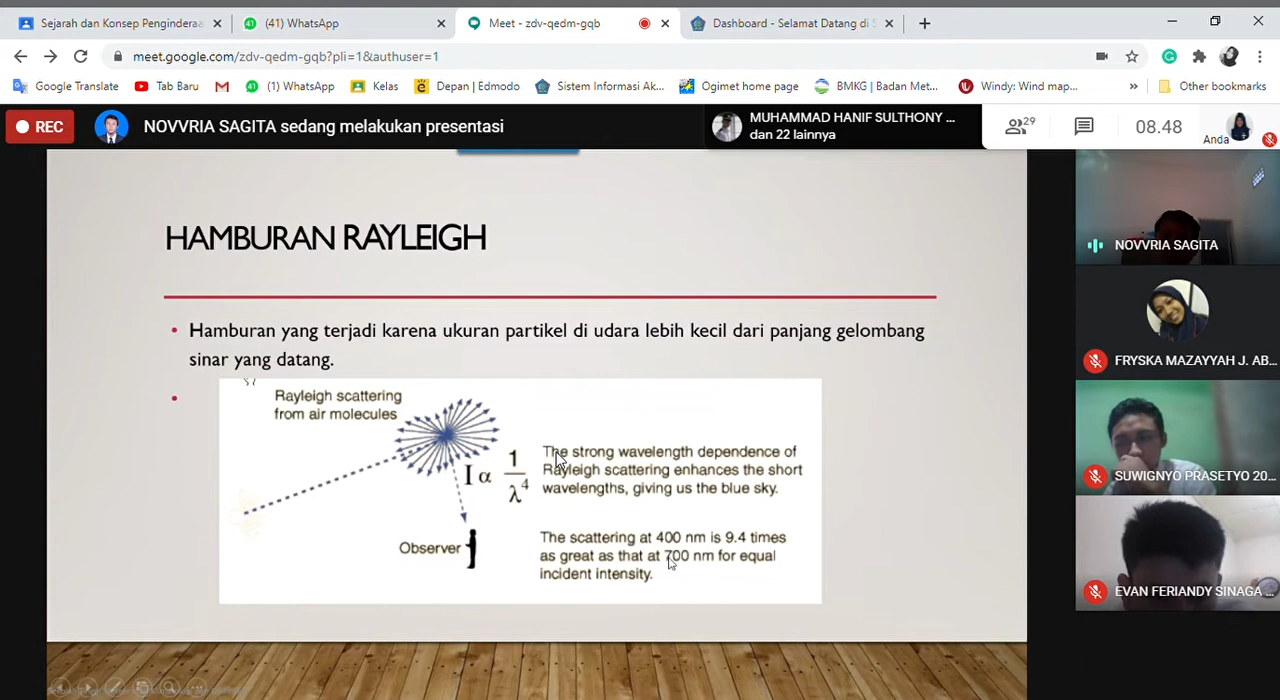 Sejarah dan Konsep Penginderaa
(41) WhatsApp
Meet - zdv-qedm-gqb
Dashboard - Selamat Datang di S
meet.google.com/zdv-qedm-gqb?pli=1&authuser=1
Google Translate
Tab Baru
(1) WhatsApp
Kelas
Depan | Edmodo
Sistem Informasi Ak...
Ogimet home page
BMKG | Badan Met...
Windy: Wind map...
Other bookmarks
REC
NOVVRIA SAGITA sedang melakukan presentasi
MUHAMMAD HANIF SULTHONY ...
dan 22 lainnya
29
08.48
Anda
HAMBURAN RAYLEIGH
• Hamburan yang terjadi karena ukuran partikel di udara lebih kecil dari panjang gelombang
sinar yang datang.
•
Rayleigh scattering
from air molecules
I α 1/λ⁴
The strong wavelength dependence of
Rayleigh scattering enhances the short
wavelengths, giving us the blue sky.
Observer
The scattering at 400 nm is 9.4 times
as great as that at 700 nm for equal
incident intensity.
NOVVRIA SAGITA
FRYSKA MAZAYYAH J. AB...
SUWIGNYO PRASETYO 20...
EVAN FERIANDY SINAGA ...